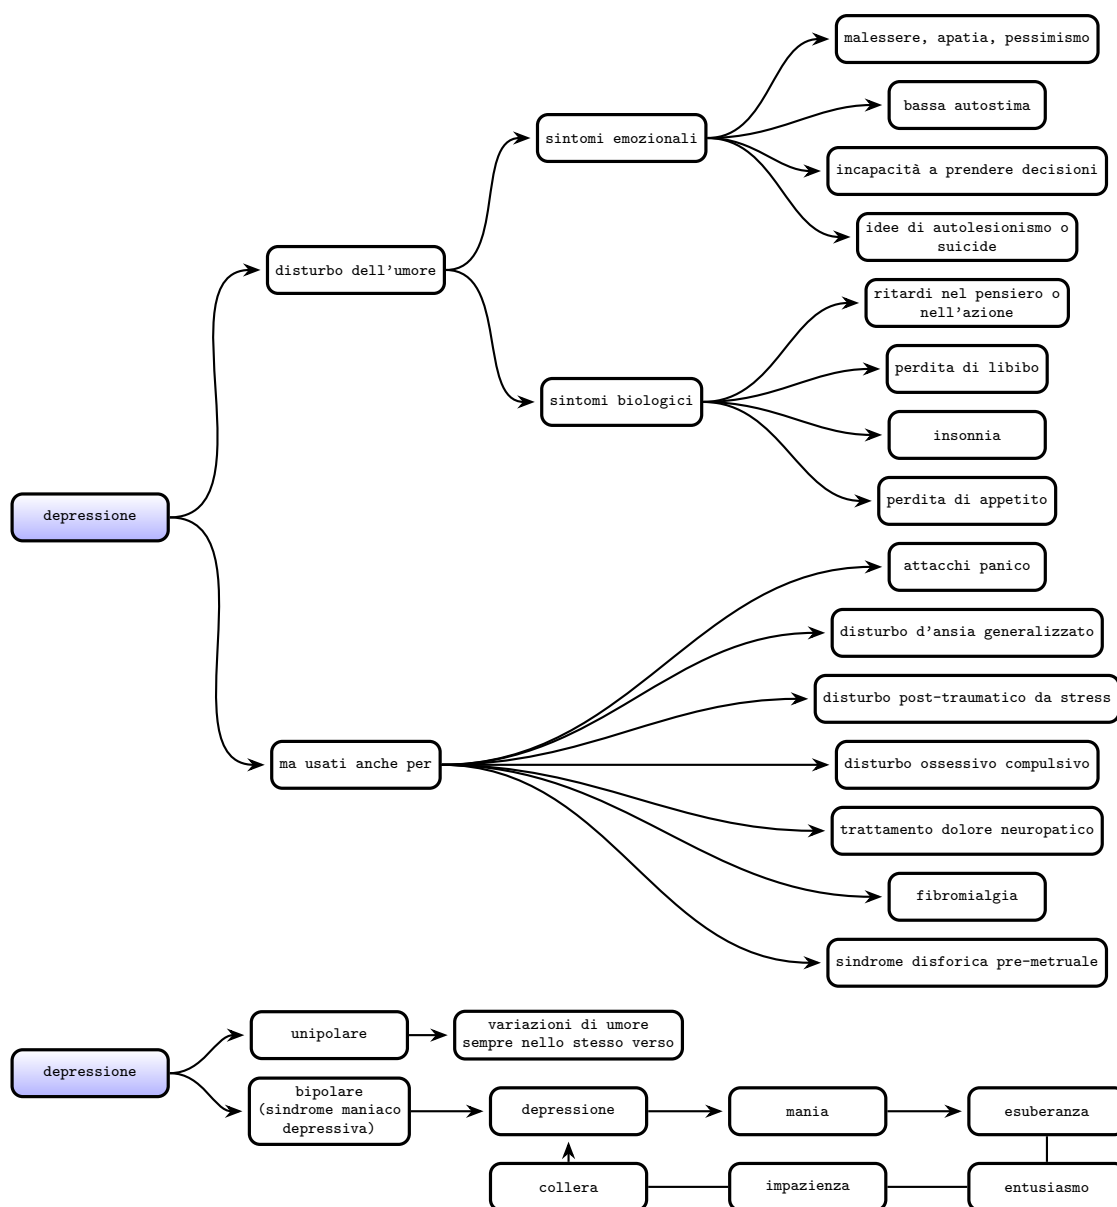 malessere, apatia, pessimismo
bassa autostima
sintomi emozionali
incapacità a prendere decisioni
idee di autolesionismo o
suicide
disturbo dell'umore
ritardi nel pensiero o
nell'azione
perdita di libibo
sintomi biologici
insonnia
perdita di appetito
depressione
attacchi panico
disturbo d'ansia generalizzato
disturbo post-traumatico da stress
ma usati anche per
disturbo ossessivo compulsivo
trattamento dolore neuropatico
fibromialgia
sindrome disforica pre-metruale
unipolare
variazioni di umore
sempre nello stesso verso
depressione
bipolare
(sindrome maniaco
depressiva)
depressione
mania
esuberanza
collera
impazienza
entusiasmo